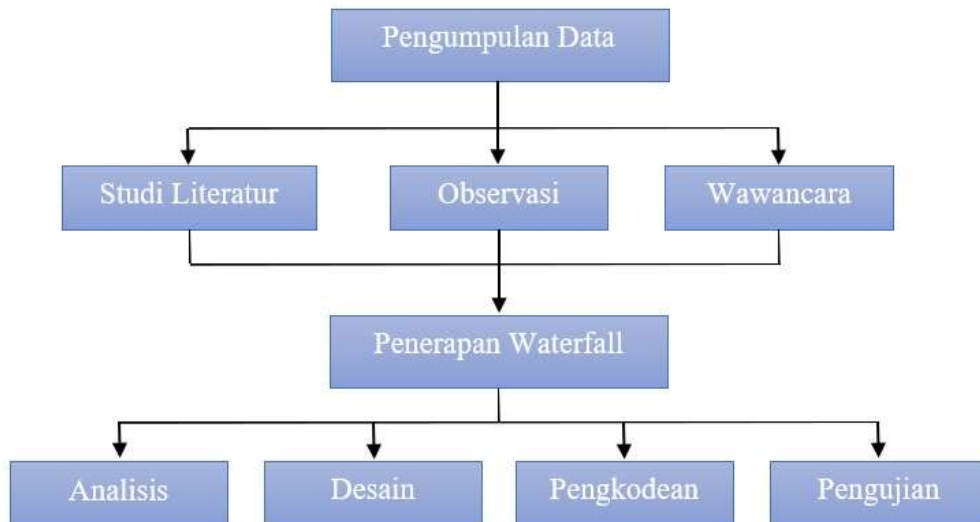 Pengumpulan Data
Studi Literatur
Observasi
Wawancara
Penerapan Waterfall
Analisis
Desain
Pengkodean
Pengujian